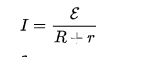 I = ℰ / (R + r)